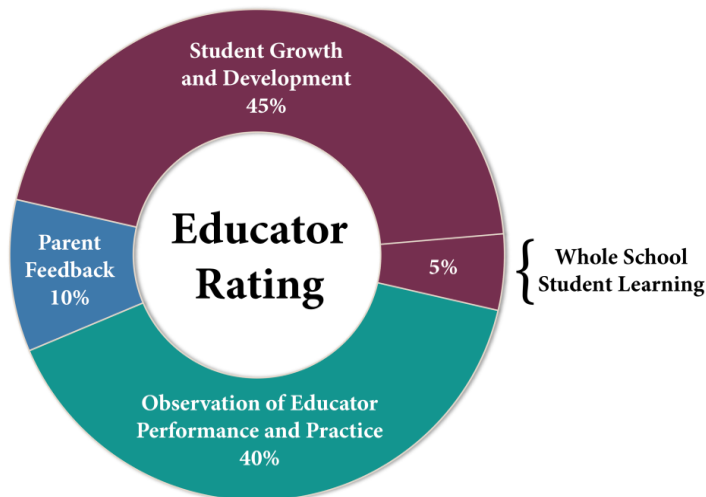 Student Growth
and Development
45%
Educator
Rating
Parent
Feedback
10%
5%
Whole School
Student Learning
Observation of Educator
Performance and Practice
40%